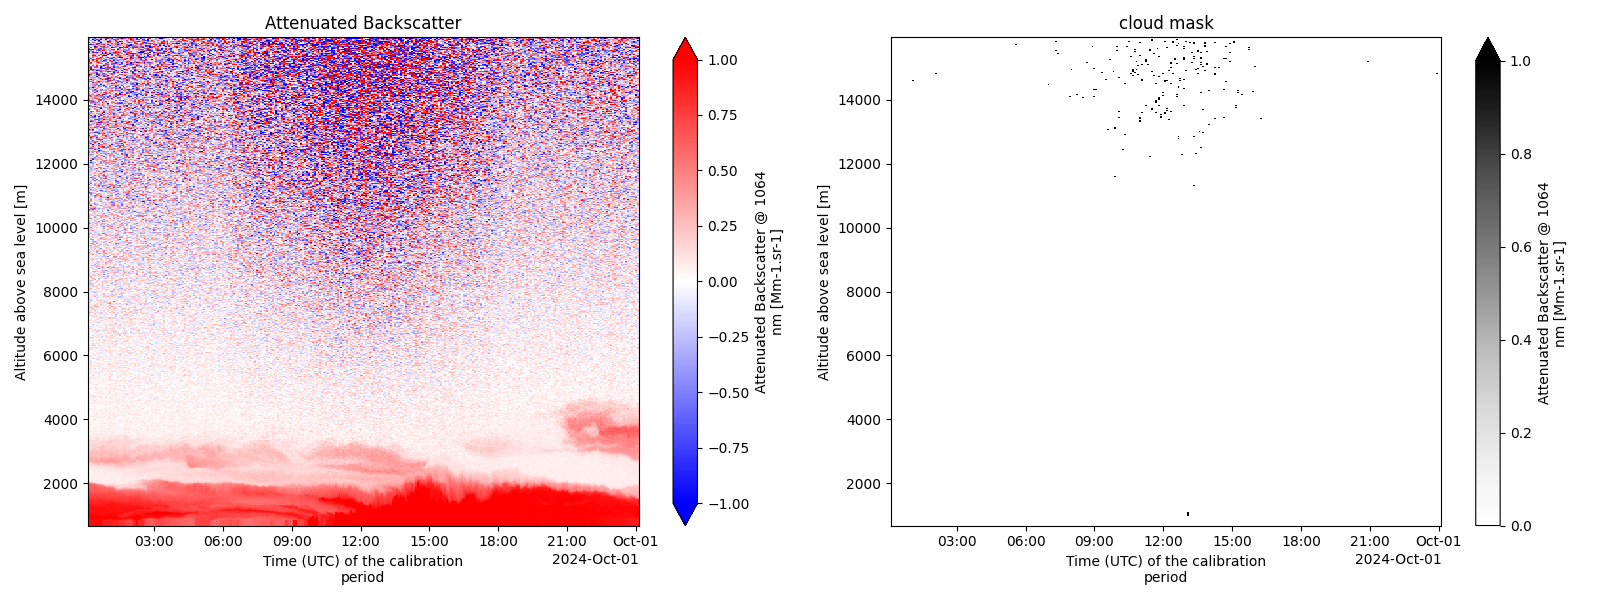 Attenuated Backscatter
14000
12000
10000
8000
6000
4000
2000
Altitude above sea level [m]
03:00 06:00 09:00 12:00 15:00 18:00 21:00 Oct-01
2024-Oct-01
Time (UTC) of the calibration
period
1.00
0.75
0.50
0.25
0.00
−0.25
−0.50
−0.75
−1.00
Attenuated Backscatter @ 1064
nm [Mm-1.sr-1]
cloud mask
14000
12000
10000
8000
6000
4000
2000
Altitude above sea level [m]
03:00 06:00 09:00 12:00 15:00 18:00 21:00 Oct-01
2024-Oct-01
Time (UTC) of the calibration
period
1.0
0.8
0.6
0.4
0.2
0.0
Attenuated Backscatter @ 1064
nm [Mm-1.sr-1]